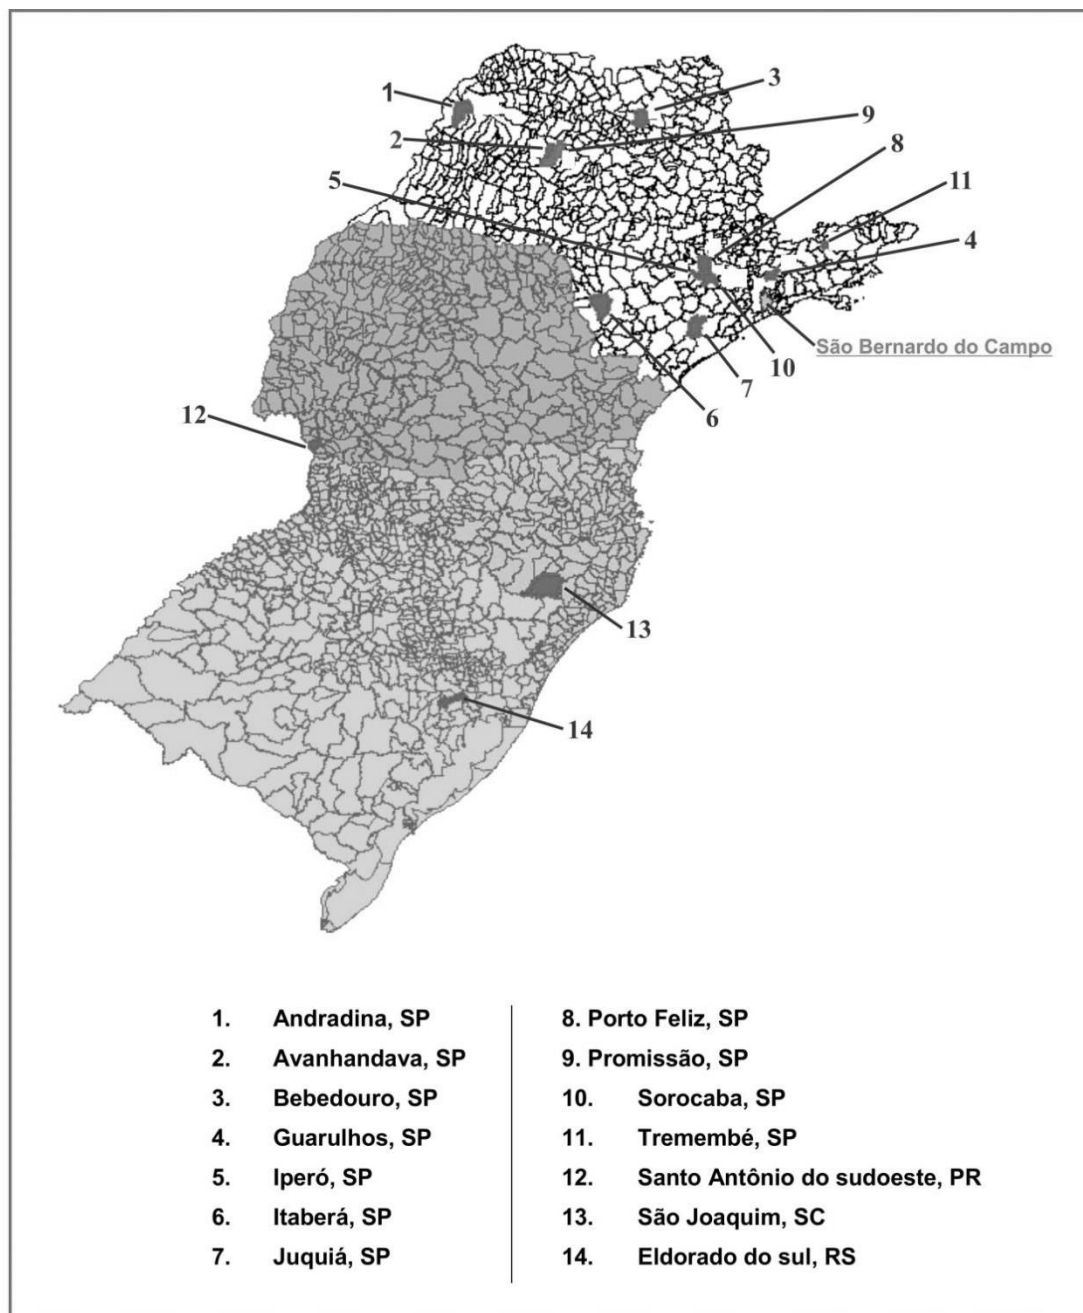 1
3
9
2
8
5
11
4
São Bernardo do Campo
10
7
6
12
13
14
1. Andradina, SP
2. Avanhandava, SP
3. Bebedouro, SP
4. Guarulhos, SP
5. Iperó, SP
6. Itaberá, SP
7. Juquiá, SP
8. Porto Feliz, SP
9. Promissão, SP
10. Sorocaba, SP
11. Tremembé, SP
12. Santo Antônio do sudoeste, PR
13. São Joaquim, SC
14. Eldorado do sul, RS